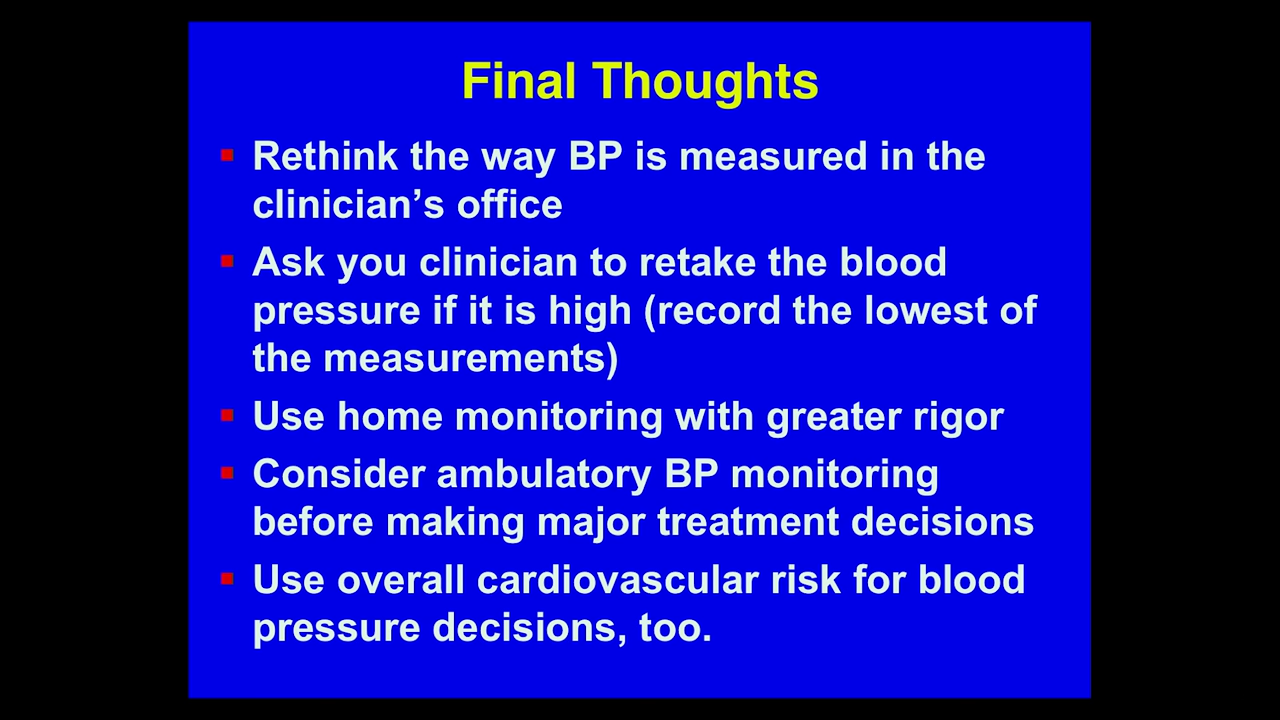 Final Thoughts
▪ Rethink the way BP is measured in the
clinician’s office
▪ Ask you clinician to retake the blood
pressure if it is high (record the lowest of
the measurements)
▪ Use home monitoring with greater rigor
▪ Consider ambulatory BP monitoring
before making major treatment decisions
▪ Use overall cardiovascular risk for blood
pressure decisions, too.